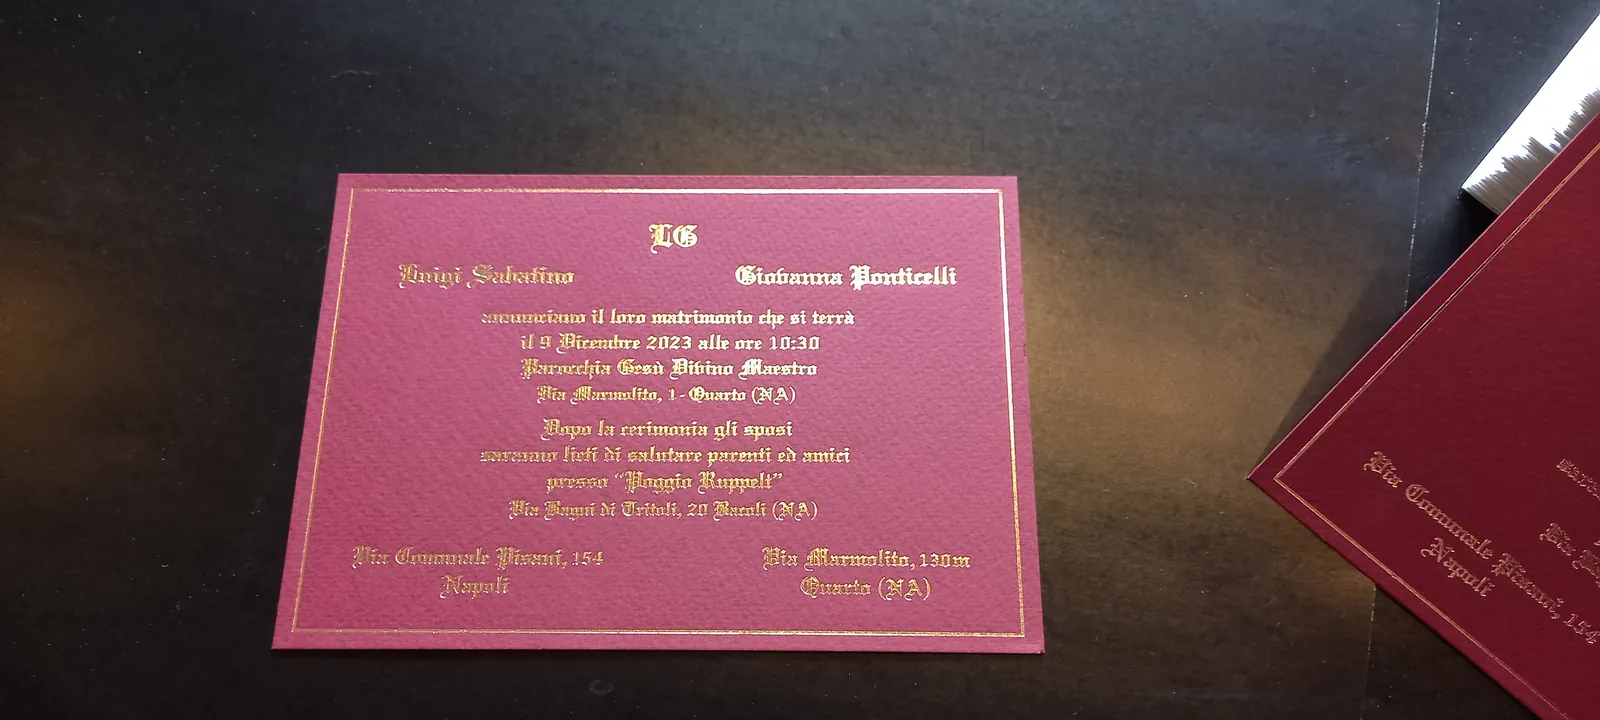 LG
Luigi Sabatino
Giovanna Ponticelli
annunciano il loro matrimonio che si terrà
il 9 Dicembre 2023 alle ore 10:30
Parocchia Gesù Divino Maestro
Via Marmolito, 1 - Quarto (NA)
Dopo la cerimonia gli sposi
saranno lieti di salutare parenti ed amici
presso "Poggio Ruppelt"
Via Bagni di Tritoli, 20 Bacoli (NA)
Via Comunale Pisani, 154
Napoli
Via Marmolito, 130m
Quarto (NA)
Via Comunale Pisani, 154
Napoli